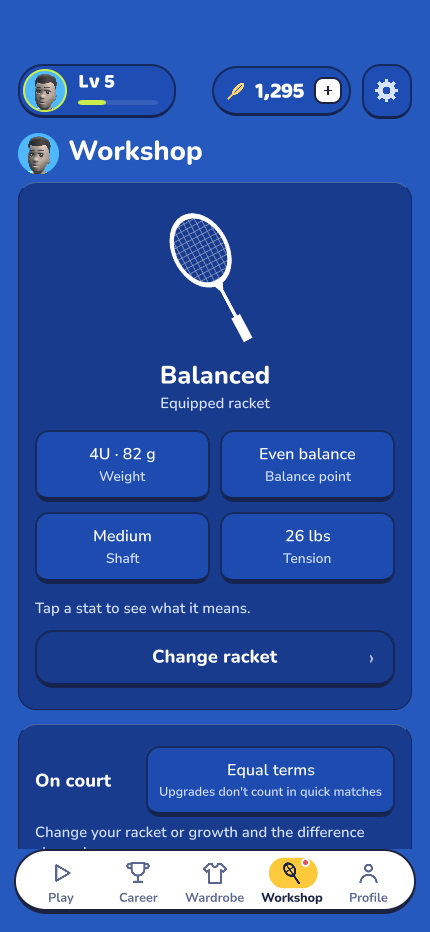 Lv 5
1,295
+
Workshop
Balanced
Equipped racket
4U · 82 g
Weight
Even balance
Balance point
Medium
Shaft
26 lbs
Tension
Tap a stat to see what it means.
Change racket ›
On court
Equal terms
Upgrades don't count in quick matches
Change your racket or growth and the difference
Play
Career
Wardrobe
Workshop
Profile